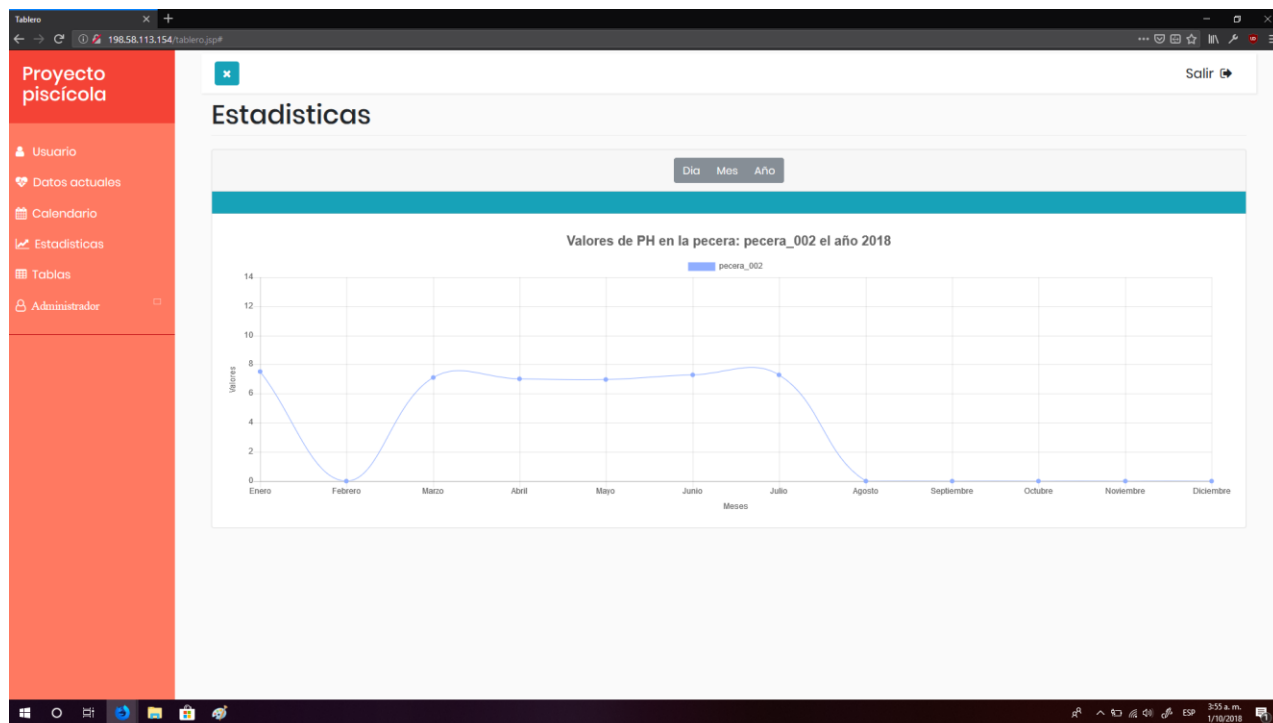 Tablero
198.58.113.154/tablero.jsp#
Proyecto
piscícola
Salir
Usuario
Datos actuales
Calendario
Estadisticas
Tablas
Administrador
Estadisticas
Dia Mes Año
Valores de PH en la pecera: pecera_002 el año 2018
pecera_002
14
12
10
8
6
4
2
0
Valores
Enero Febrero Marzo Abril Mayo Junio Julio Agosto Septiembre Octubre Noviembre Diciembre
Meses
ESP
3:55 a. m.
1/10/2018